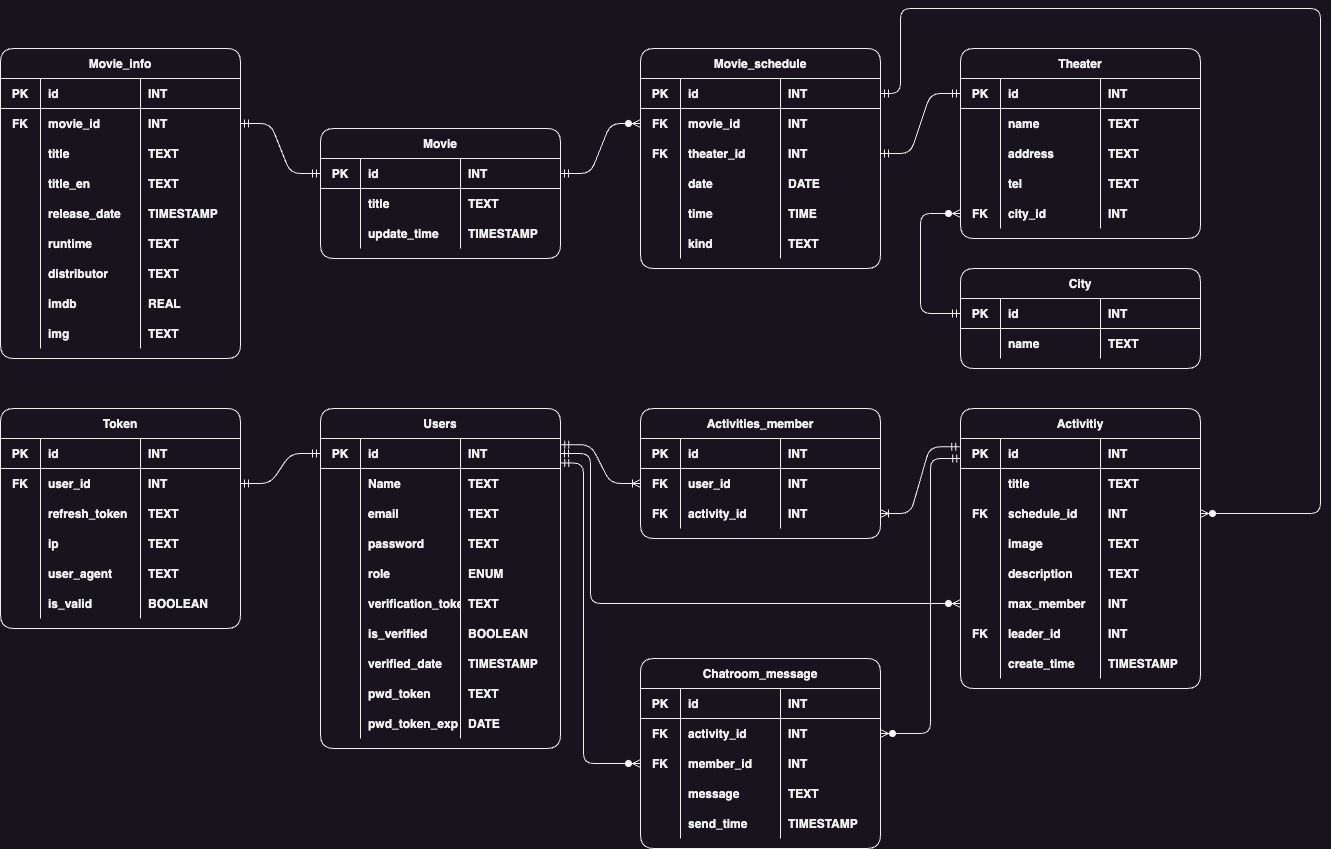 Movie_info
PK id INT
FK movie_id INT
title TEXT
title_en TEXT
release_date TIMESTAMP
runtime TEXT
distributor TEXT
imdb REAL
img TEXT
Movie
PK id INT
title TEXT
update_time TIMESTAMP
Movie_schedule
PK id INT
FK movie_id INT
FK theater_id INT
date DATE
time TIME
kind TEXT
Theater
PK id INT
name TEXT
address TEXT
tel TEXT
FK city_id INT
City
PK id INT
name TEXT
Token
PK id INT
FK user_id INT
refresh_token TEXT
ip TEXT
user_agent TEXT
is_valid BOOLEAN
Users
PK id INT
Name TEXT
email TEXT
password TEXT
role ENUM
verification_toke TEXT
is_verified BOOLEAN
verified_date TIMESTAMP
pwd_token TEXT
pwd_token_exp DATE
Activities_member
PK id INT
FK user_id INT
FK activity_id INT
Activitiy
PK id INT
title TEXT
FK schedule_id INT
image TEXT
description TEXT
max_member INT
FK leader_id INT
create_time TIMESTAMP
Chatroom_message
PK id INT
FK activity_id INT
FK member_id INT
message TEXT
send_time TIMESTAMP